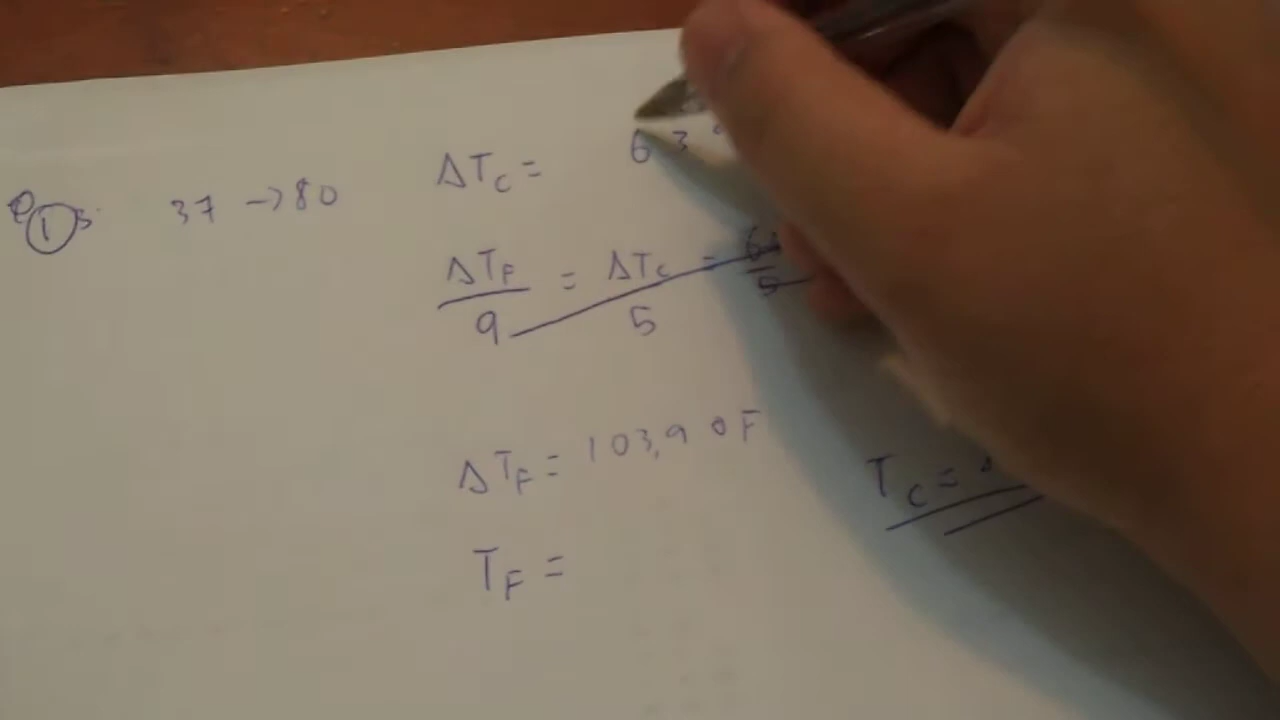 ① 37 → 80 ΔT_C = 63 °
ΔT_F / 9 = ΔT_C / 5 =
ΔT_F = 103,9 °F
T_C =
T_F =